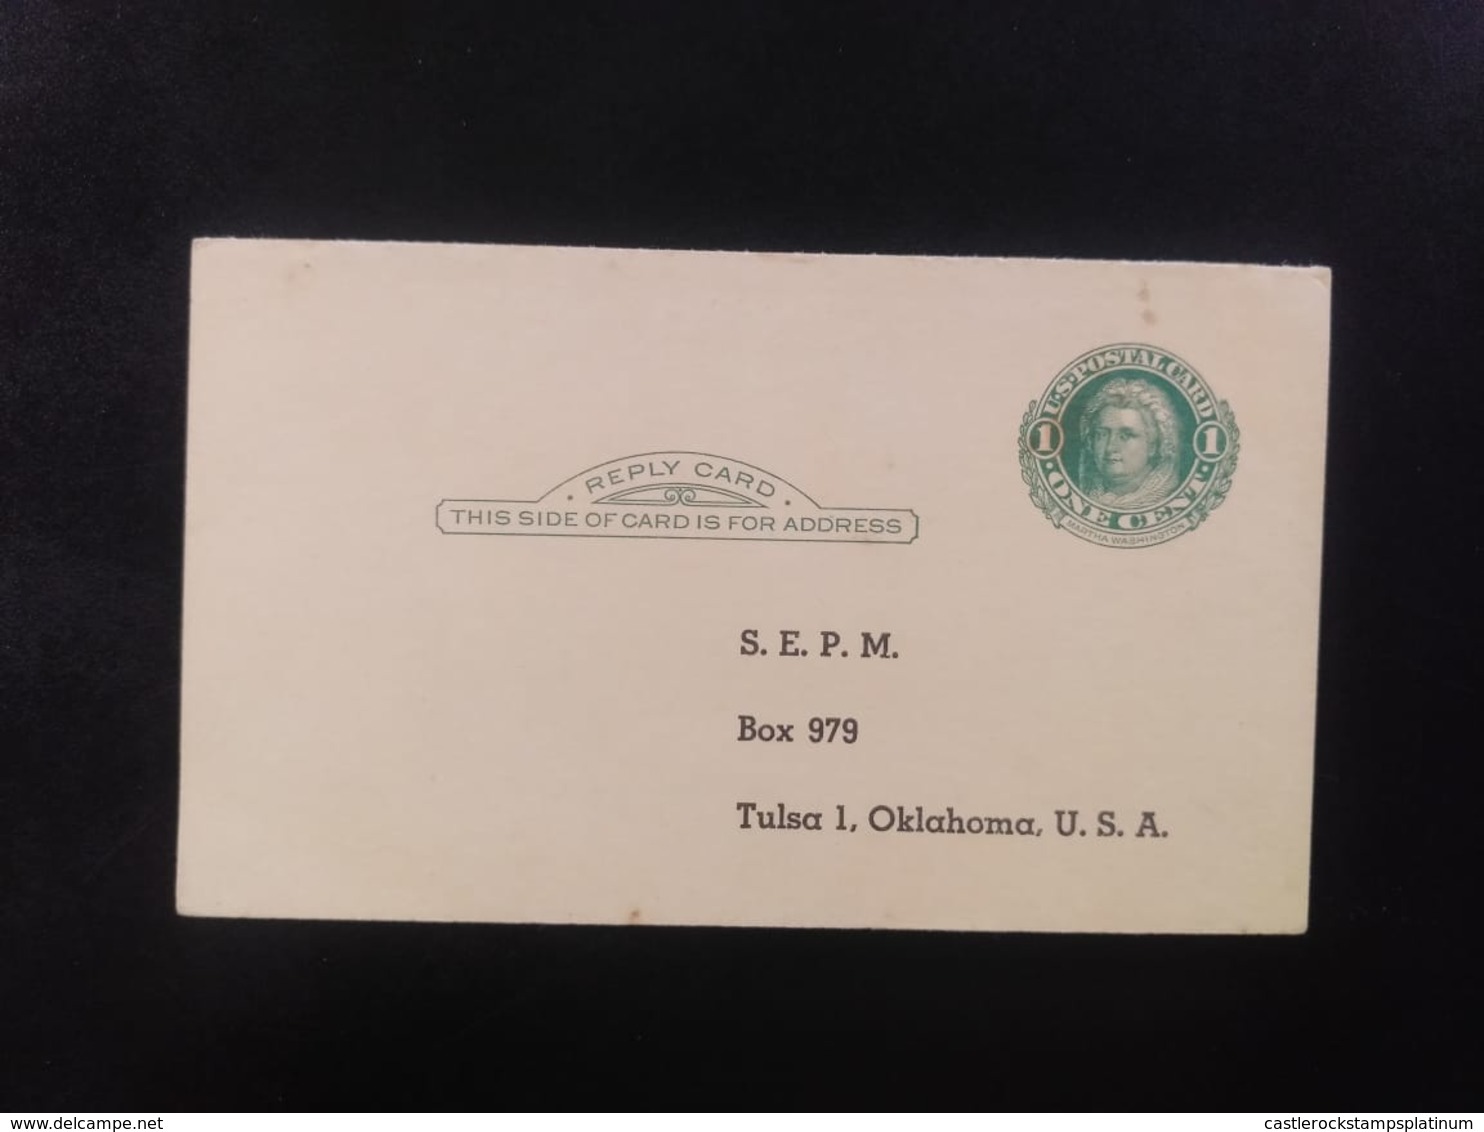 U.S. POSTAL CARD
1 1
· ONE CENT ·
MARTHA WASHINGTON
· REPLY CARD ·
THIS SIDE OF CARD IS FOR ADDRESS
S. E. P. M.
Box 979
Tulsa 1, Oklahoma, U. S. A.
delcampe.net
castlerockstampsplatinum